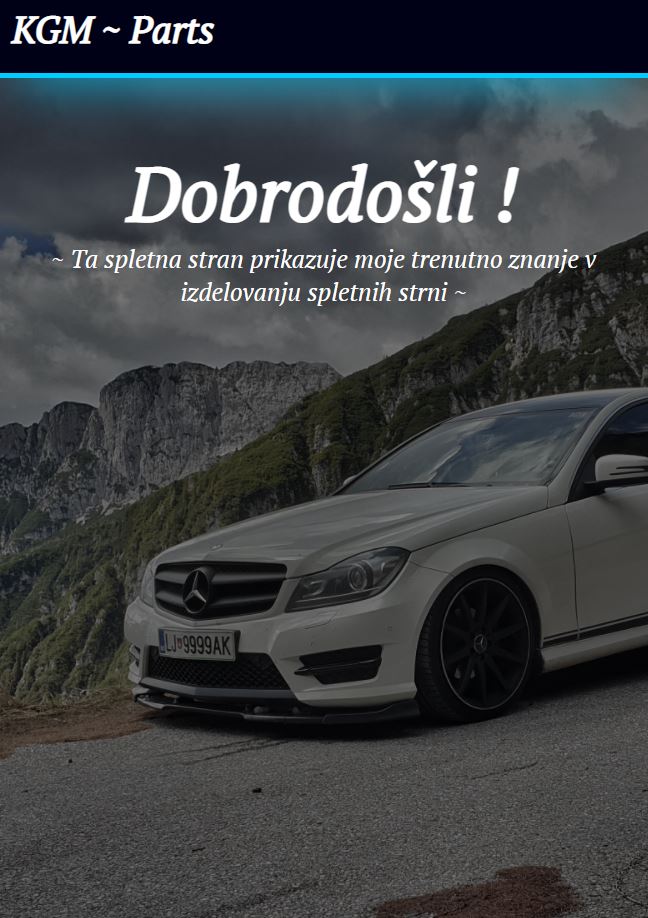 KGM ~ Parts
Dobrodošli !
~ Ta spletna stran prikazuje moje trenutno znanje v
izdelovanju spletnih strni ~
LJ 9999AK